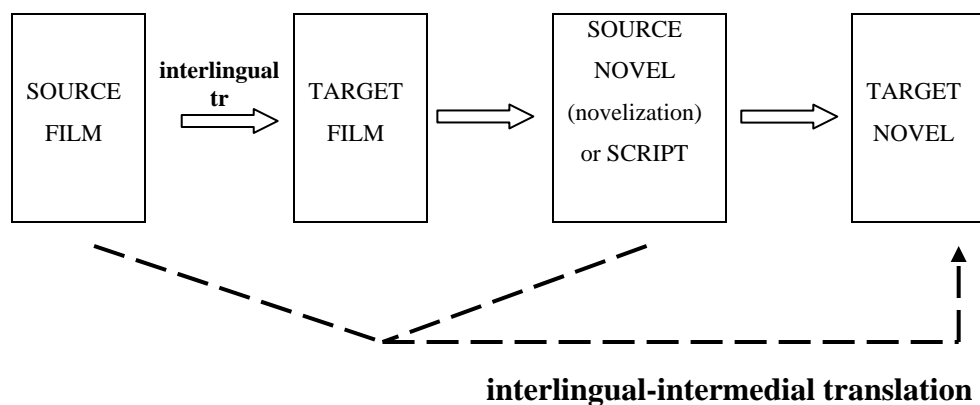 SOURCE
FILM
interlingual
tr
TARGET
FILM
SOURCE
NOVEL
(novelization)
or SCRIPT
TARGET
NOVEL
interlingual-intermedial translation